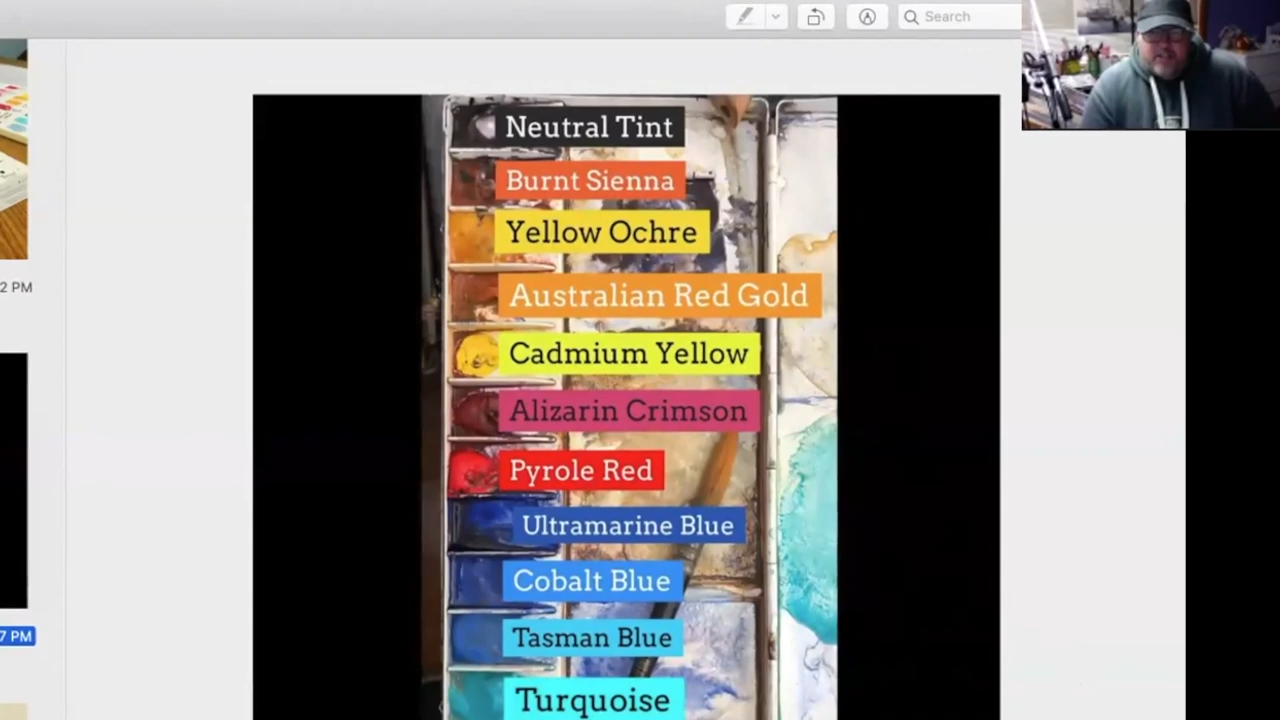 Search
Neutral Tint
Burnt Sienna
Yellow Ochre
2 PM
Australian Red Gold
Cadmium Yellow
Alizarin Crimson
Pyrole Red
Ultramarine Blue
Cobalt Blue
7 PM
Tasman Blue
Turquoise